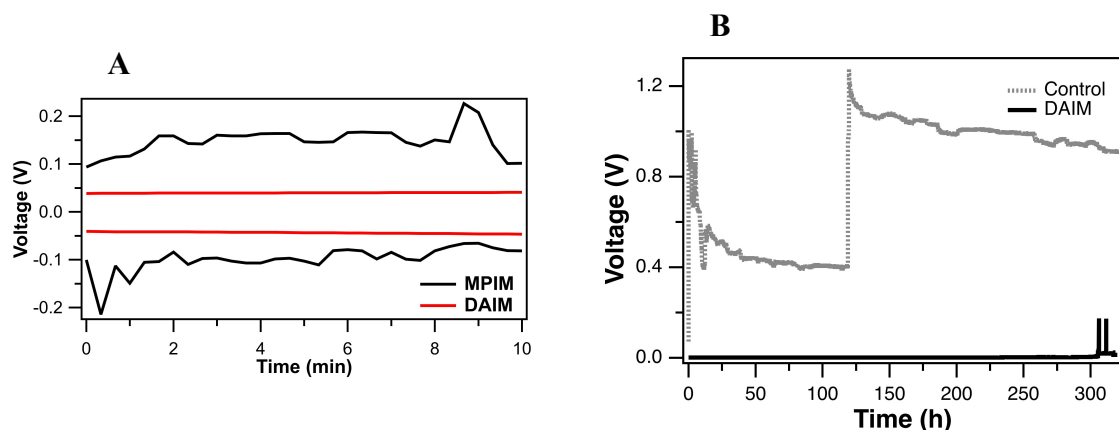 A
0.2
0.1
0.0
-0.1
-0.2
Voltage (V)
MPIM
DAIM
0
2
4
6
8
10
Time (min)
B
1.2
0.8
0.4
0.0
Voltage (V)
Control
DAIM
0
50
100
150
200
250
300
Time (h)